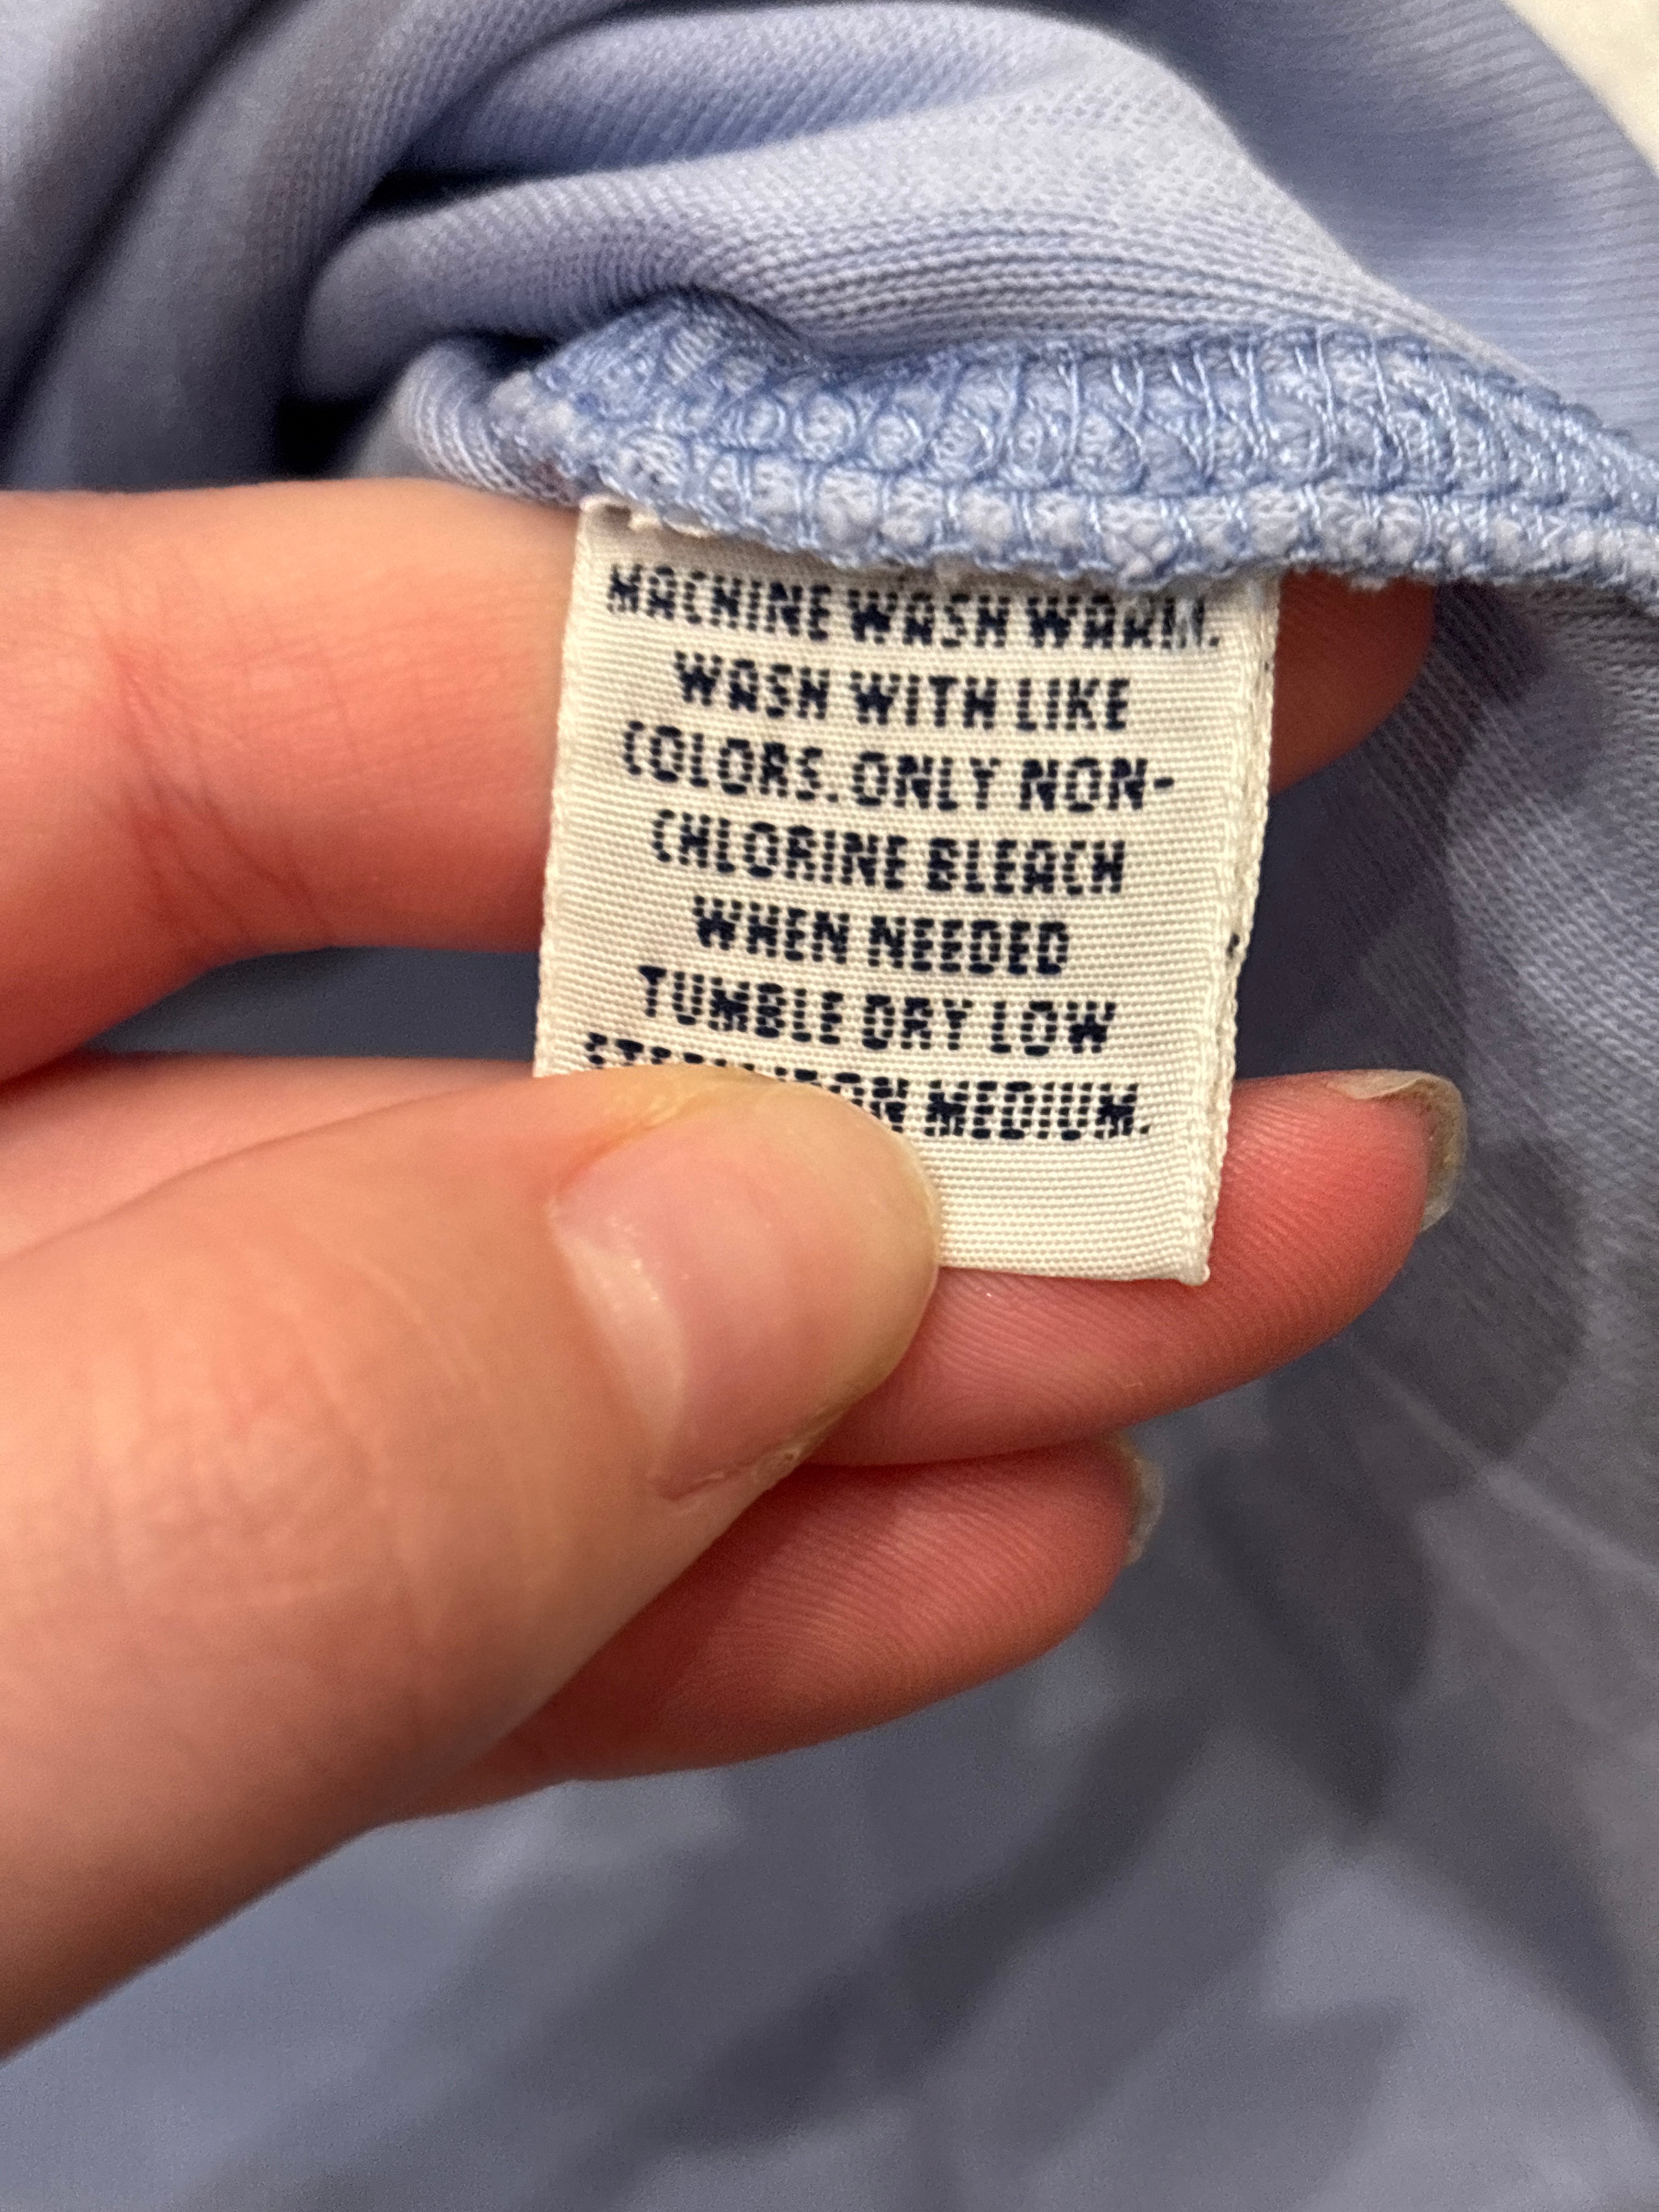 MACHINE WASH WARM.
WASH WITH LIKE
COLORS. ONLY NON-
CHLORINE BLEACH
WHEN NEEDED
TUMBLE DRY LOW
MEDIUM.